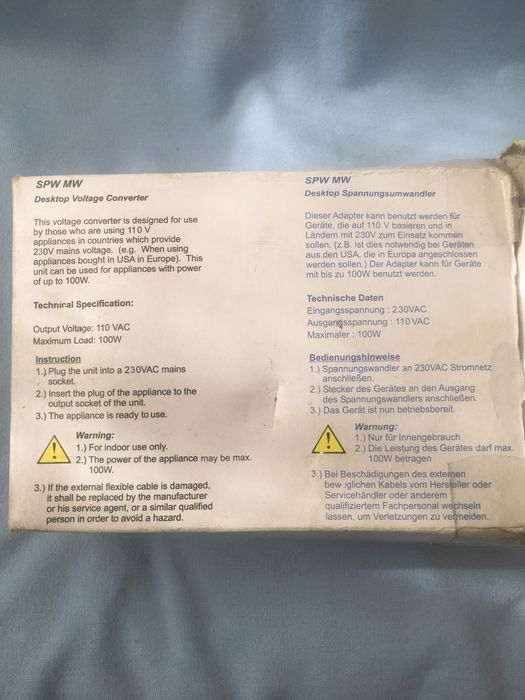 SPW MW
Desktop Voltage Converter
This voltage converter is designed for use
by those who are using 110 V
appliances in countries which provide
230V mains voltage. (e.g. When using
appliances bought in USA in Europe). This
unit can be used for appliances with power
of up to 100W.
Technical Specification:
Output Voltage: 110 VAC
Maximum Load: 100W
Instruction
1.) Plug the unit into a 230VAC mains
socket.
2.) Insert the plug of the appliance to the
output socket of the unit.
3.) The appliance is ready to use.
Warning:
1.) For indoor use only.
2.) The power of the appliance may be max.
100W.
3.) If the external flexible cable is damaged,
it shall be replaced by the manufacturer
or his service agent, or a similar qualified
person in order to avoid a hazard.
SPW MW
Desktop Spannungsumwandler
Dieser Adapter kann benutzt werden für
Geräte, die auf 110 V basieren und in
Ländern mit 230V zum Einsatz kommen
sollen. (z.B. ist dies notwendig bei Geräten
aus den USA, die in Europa angeschlossen
werden sollen.) Der Adapter kann für Geräte
mit bis zu 100W benutzt werden.
Technische Daten
Eingangsspannung : 230VAC
Ausgangsspannung : 110 VAC
Maximaler : 100W
Bedienungshinweise
1.) Spannungswandler an 230VAC Stromnetz
anschließen.
2.) Stecker des Gerätes an den Ausgang
des Spannungswandlers anschließen.
3.) Das Gerät ist nun betriebsbereit.
Warnung:
1.) Nur für Innengebrauch
2.) Die Leistung des Gerätes darf max.
100W betragen
3.) Bei Beschädigungen des externen
beweglichen Kabels vom Hersteller oder
Servicehändler oder anderem
qualifiziertem Fachpersonal wechseln
lassen, um Verletzungen zu vermeiden.